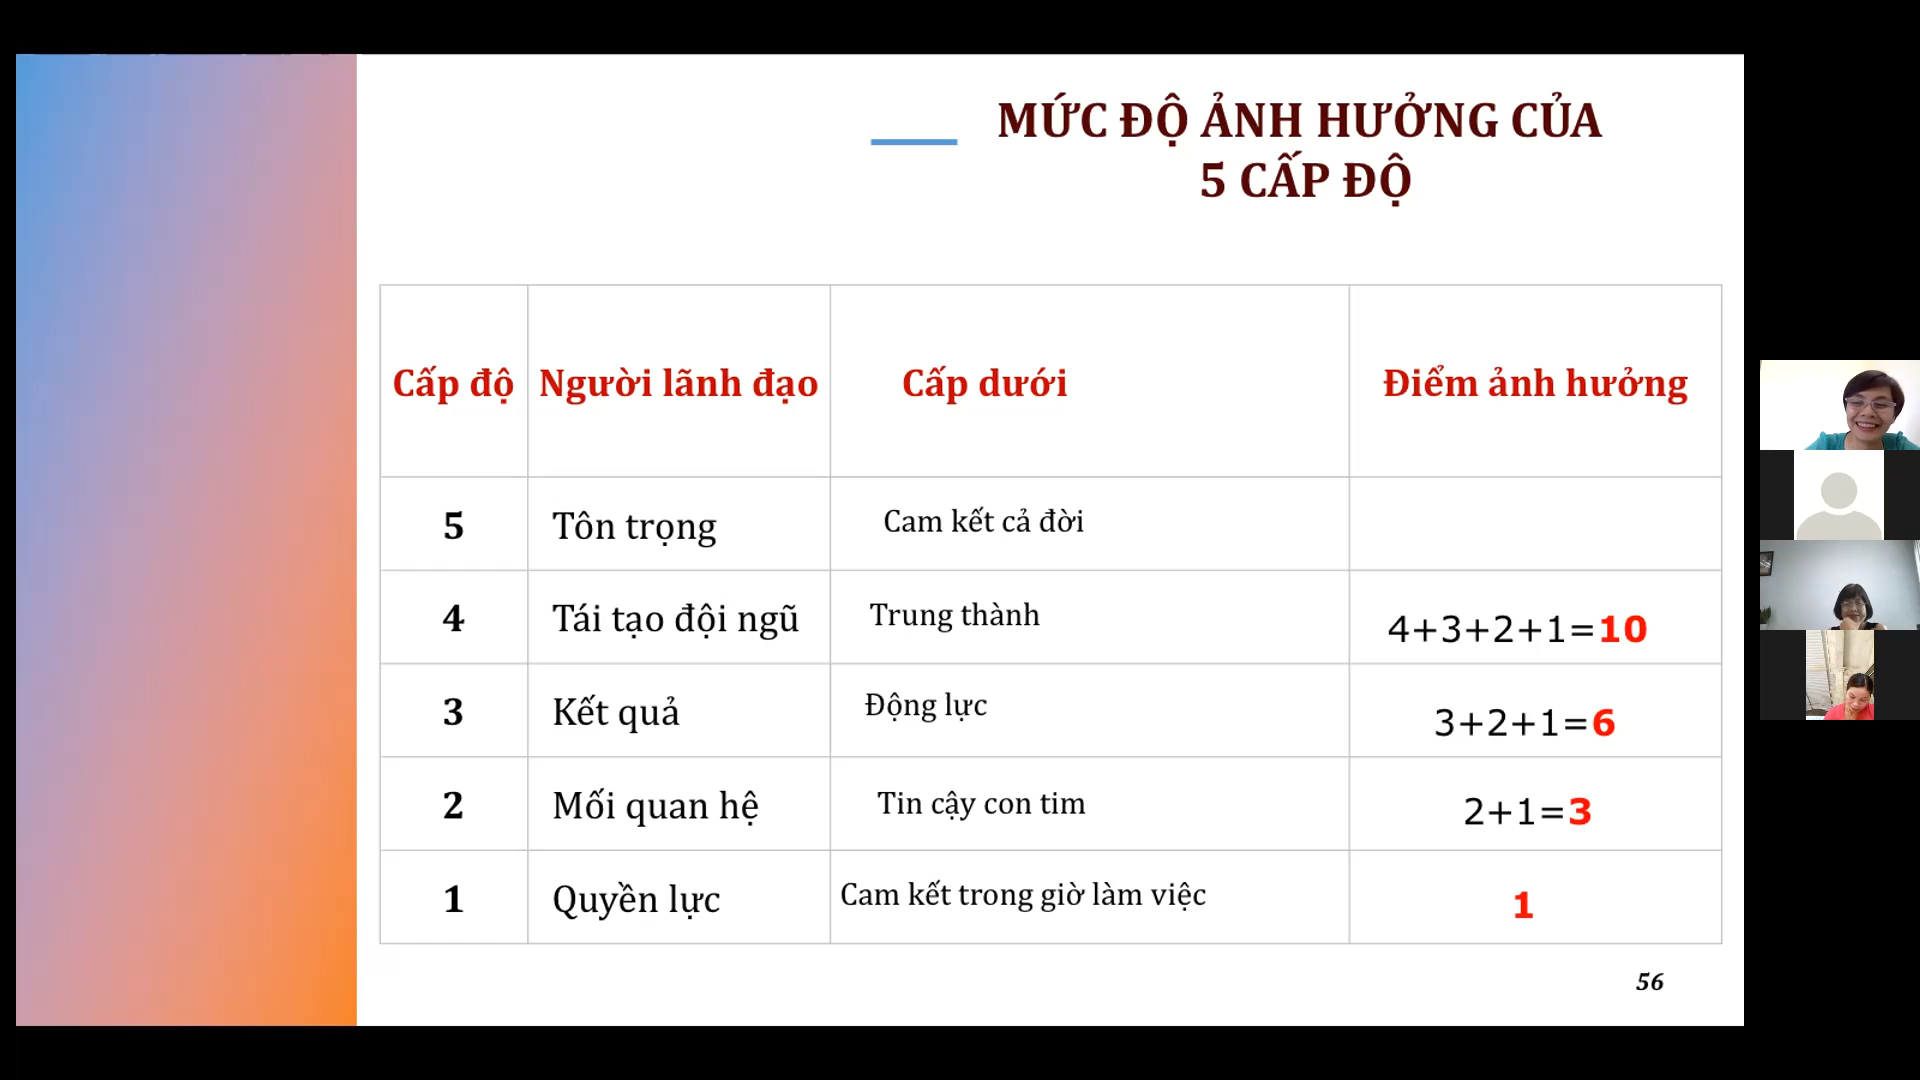 MỨC ĐỘ ẢNH HƯỞNG CỦA
5 CẤP ĐỘ
Cấp độ Người lãnh đạo Cấp dưới Điểm ảnh hưởng
5 Tôn trọng Cam kết cả đời
4 Tái tạo đội ngũ Trung thành 4+3+2+1=10
3 Kết quả Động lực 3+2+1=6
2 Mối quan hệ Tin cậy con tim 2+1=3
1 Quyền lực Cam kết trong giờ làm việc 1
56